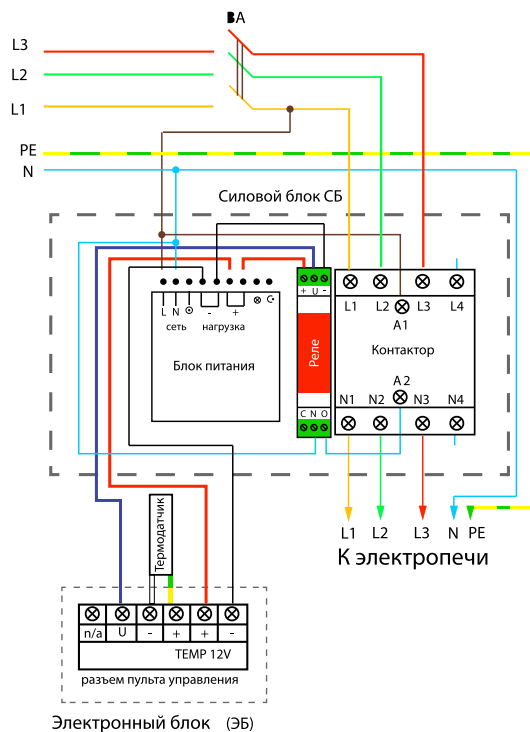 ВА
L3
L2
L1
PE
N
Силовой блок СБ
+ U -
L N
- +
сеть нагрузка
Блок питания
Реле
C N O
L1 L2 L3 L4
A1
Контактор
A2
N1 N2 N3 N4
L1 L2 L3 N PE
К электропечи
Термодатчик
n/a U - + + -
TEMP 12V
разъем пульта управления
Электронный блок (ЭБ)